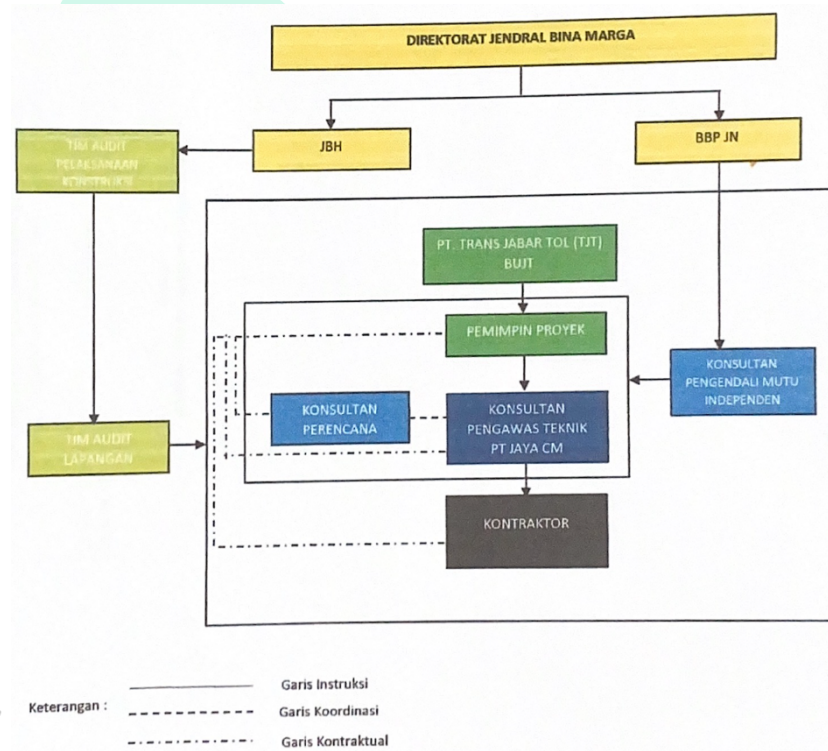 DIREKTORAT JENDRAL BINA MARGA
JBH
BBP JN
TIM AUDIT
PELAKSANAAN
KONSTRUKSI
PT. TRANS JABAR TOL (TJT)
BUJT
PEMIMPIN PROYEK
KONSULTAN
PENGENDALI MUTU
INDEPENDEN
KONSULTAN
PERENCANA
KONSULTAN
PENGAWAS TEKNIK
PT JAYA CM
TIM AUDIT
LAPANGAN
KONTRAKTOR
Keterangan :
Garis Instruksi
Garis Koordinasi
Garis Kontraktual